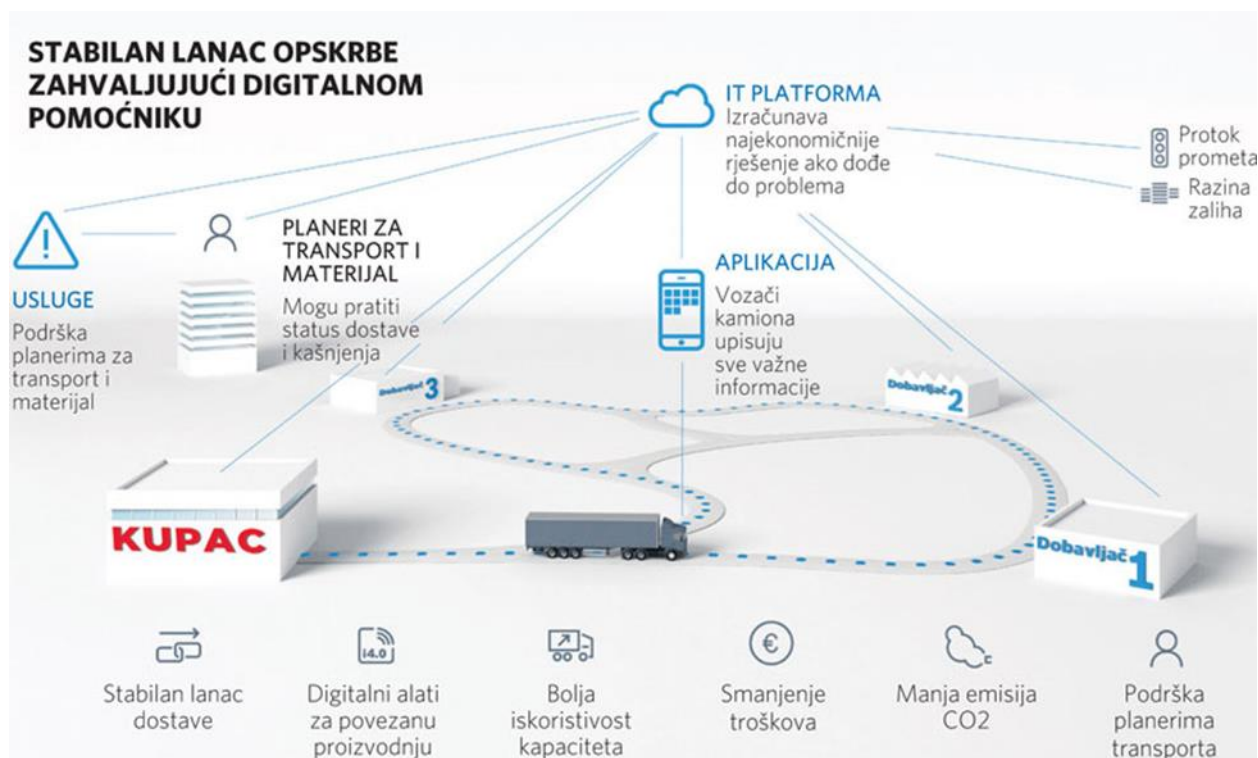 STABILAN LANAC OPSKRBE
ZAHVALJUJUĆI DIGITALNOM
POMOĆNIKU
IT PLATFORMA
Izračunava
najekonomičnije
rješenje ako dođe
do problema
Protok
prometa
Razina
zaliha
USLUGE
Podrška
planerima za
transport i
materijal
PLANERI ZA
TRANSPORT I
MATERIJAL
Mogu pratiti
status dostave
i kašnjenja
APLIKACIJA
Vozači
kamiona
upisuju
sve važne
informacije
Dobavljač 3
Dobavljač 2
KUPAC
Dobavljač 1
Stabilan lanac
dostave
i4.0
Digitalni alati
za povezanu
proizvodnju
Bolja
iskoristivost
kapaciteta
€
Smanjenje
troškova
Manja emisija
CO2
Podrška
planerima
transporta